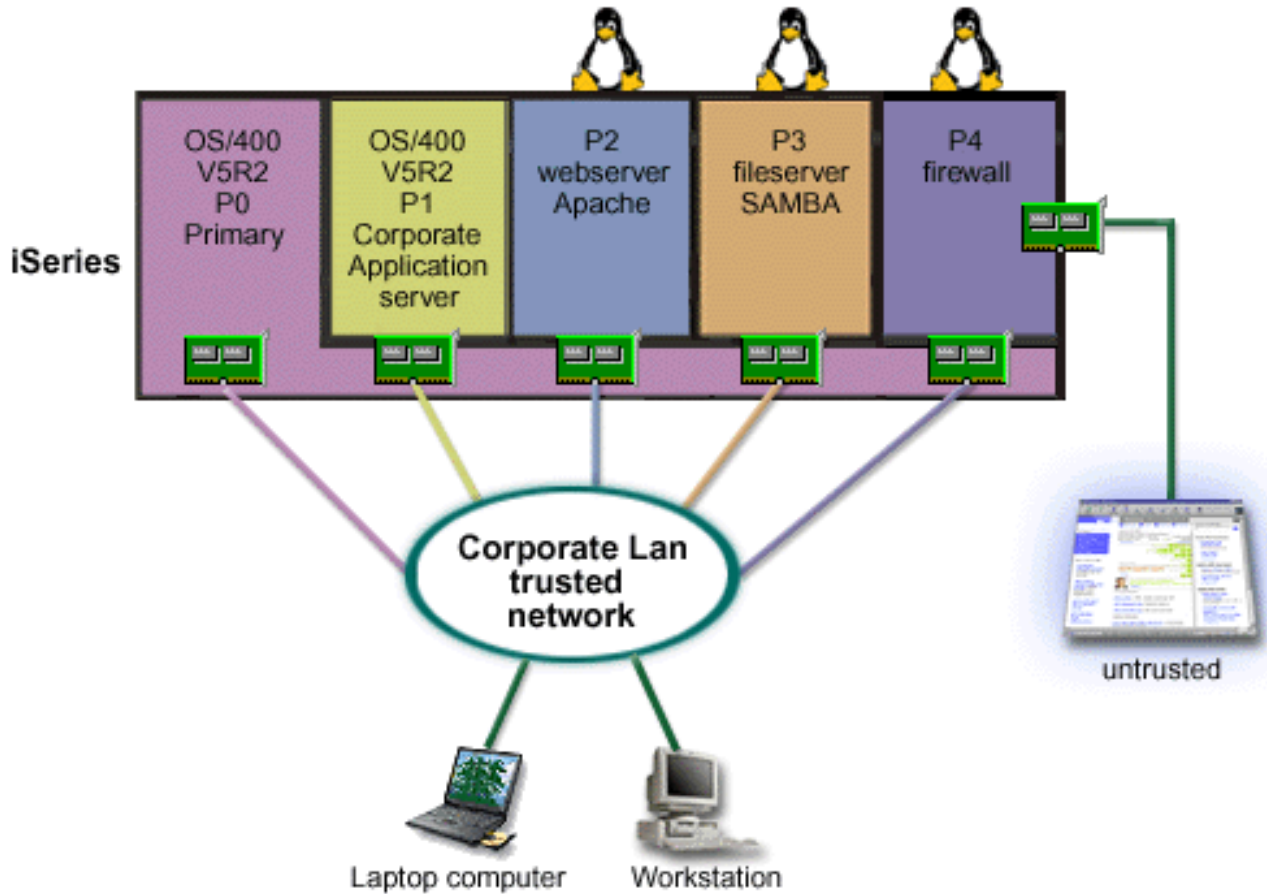 OS/400
V5R2
P0
Primary
OS/400
V5R2
P1
Corporate
Application
server
P2
webserver
Apache
P3
fileserver
SAMBA
P4
firewall
iSeries
Corporate Lan
trusted
network
untrusted
Laptop computer
Workstation